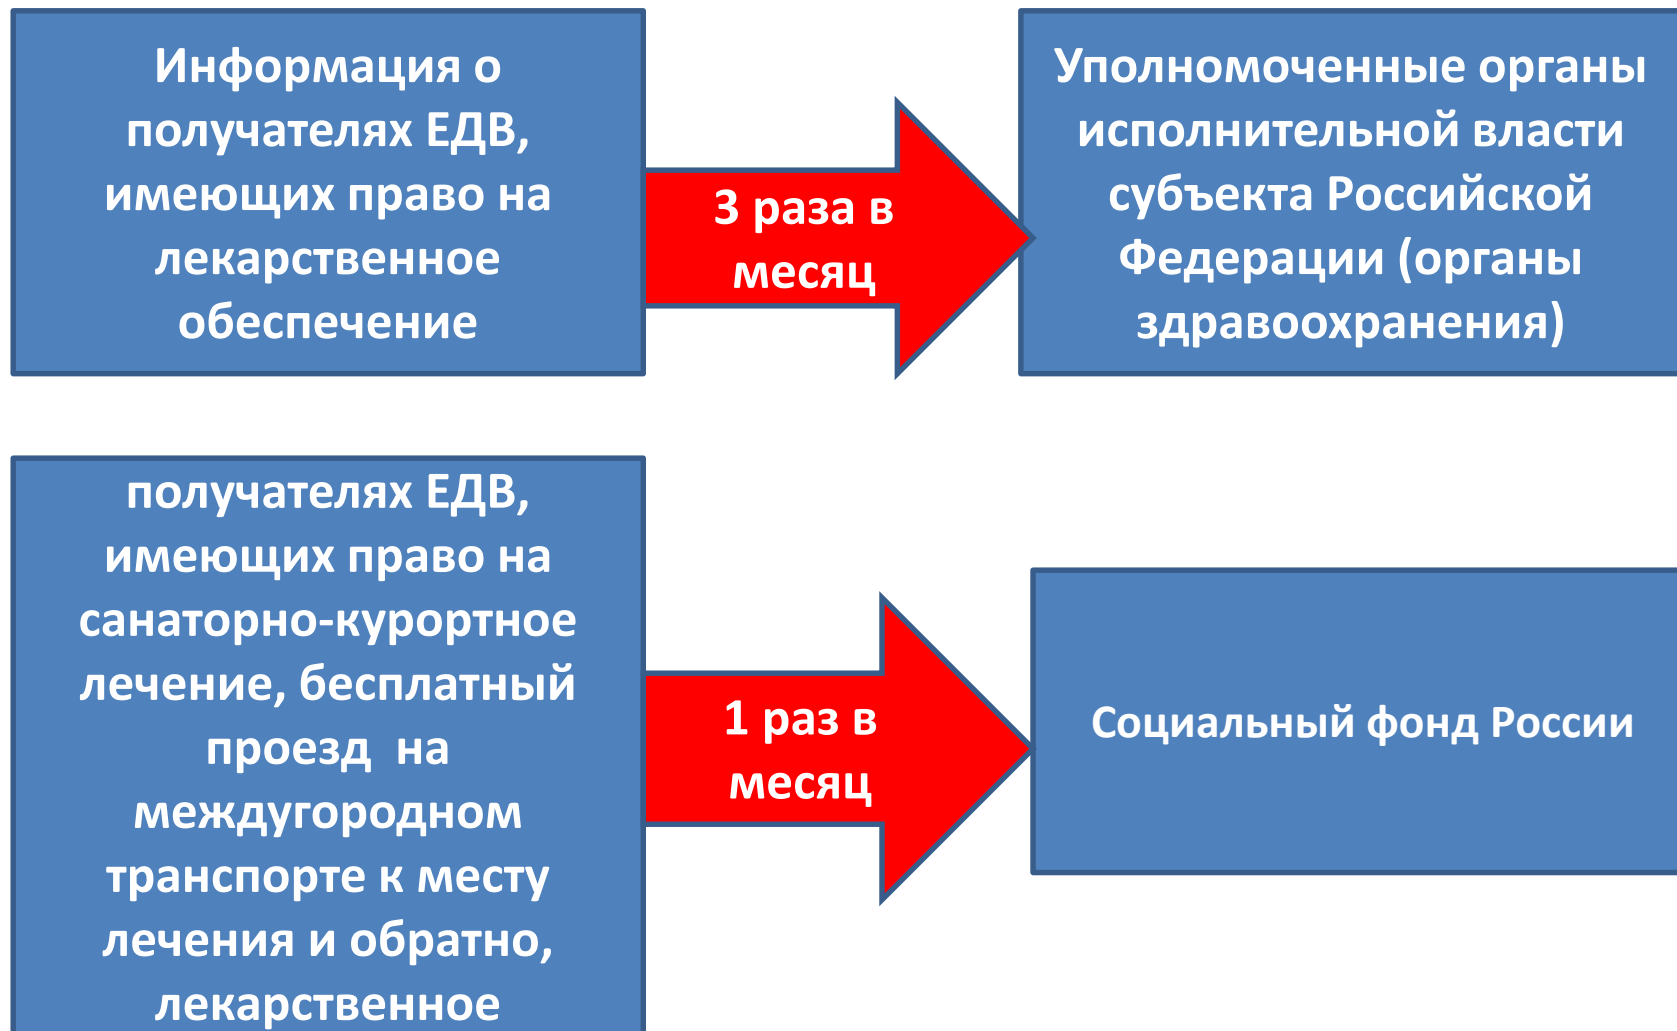 Информация о
получателях ЕДВ,
имеющих право на
лекарственное
обеспечение
3 раза в
месяц
Уполномоченные органы
исполнительной власти
субъекта Российской
Федерации (органы
здравоохранения)
получателях ЕДВ,
имеющих право на
санаторно-курортное
лечение, бесплатный
проезд на
междугородном
транспорте к месту
лечения и обратно,
лекарственное
1 раз в
месяц
Социальный фонд России